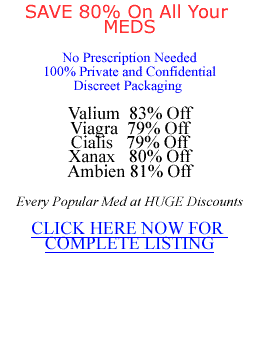 SAVE 80% On All Your
MEDS
No Prescription Needed
100% Private and Confidential
Discreet Packaging
Valium 83% Off
Viagra 79% Off
Cialis 79% Off
Xanax 80% Off
Ambien 81% Off
Every Popular Med at HUGE Discounts
CLICK HERE NOW FOR
COMPLETE LISTING